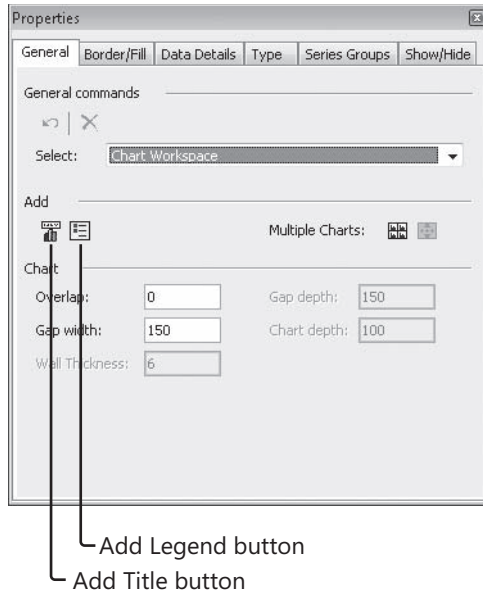 Properties
General Border/Fill Data Details Type Series Groups Show/Hide
General commands
Select: Chart Workspace
Add
Multiple Charts:
Chart
Overlap: 0 Gap depth: 150
Gap width: 150 Chart depth: 100
Wall Thickness: 6
Add Legend button
Add Title button